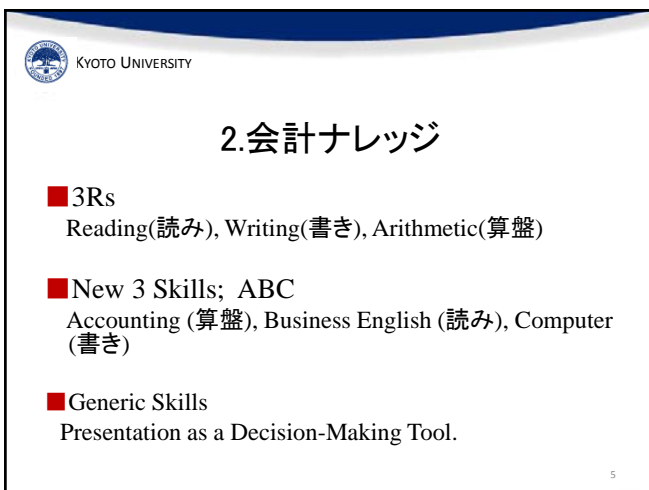 KYOTO UNIVERSITY
2.会計ナレッジ
■3Rs
Reading(読み), Writing(書き), Arithmetic(算盤)
■New 3 Skills; ABC
Accounting (算盤), Business English (読み), Computer
(書き)
■Generic Skills
Presentation as a Decision-Making Tool.
5